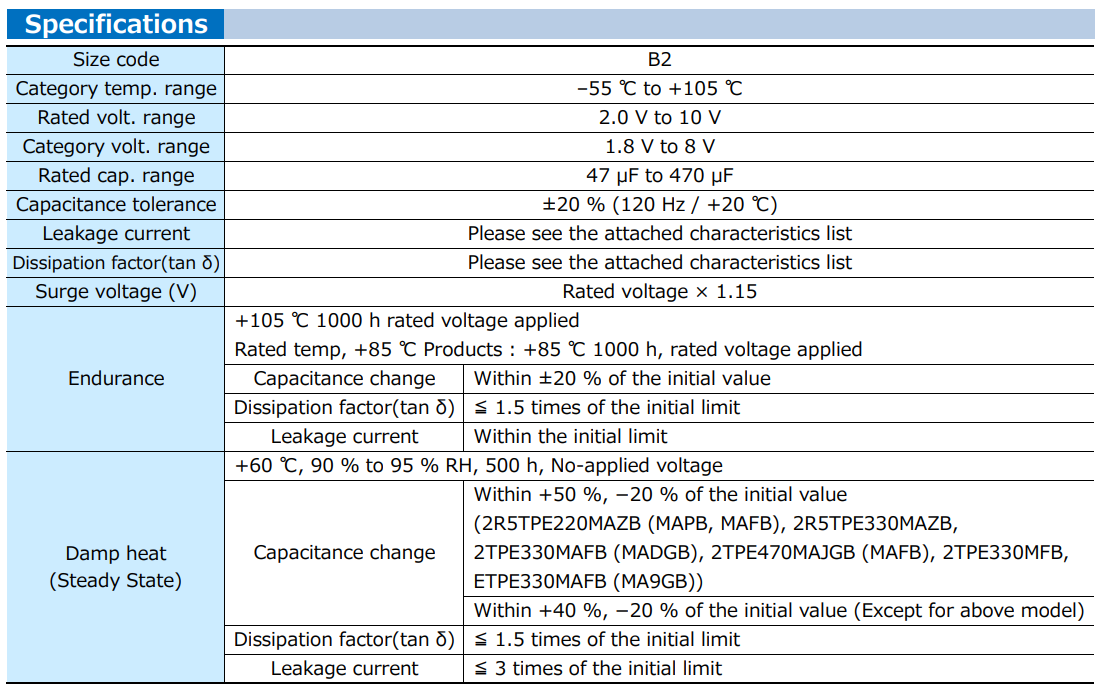 Specifications
Size code B2
Category temp. range –55 ℃ to +105 ℃
Rated volt. range 2.0 V to 10 V
Category volt. range 1.8 V to 8 V
Rated cap. range 47 μF to 470 μF
Capacitance tolerance ±20 % (120 Hz / +20 ℃)
Leakage current Please see the attached characteristics list
Dissipation factor(tan δ) Please see the attached characteristics list
Surge voltage (V) Rated voltage × 1.15
Endurance
+105 ℃ 1000 h rated voltage applied
Rated temp, +85 ℃ Products : +85 ℃ 1000 h, rated voltage applied
Capacitance change Within ±20 % of the initial value
Dissipation factor(tan δ) ≦ 1.5 times of the initial limit
Leakage current Within the initial limit
Damp heat
(Steady State)
+60 ℃, 90 % to 95 % RH, 500 h, No-applied voltage
Capacitance change
Within +50 %, −20 % of the initial value
(2R5TPE220MAZB (MAPB, MAFB), 2R5TPE330MAZB,
2TPE330MAFB (MADGB), 2TPE470MAJGB (MAFB), 2TPE330MFB,
ETPE330MAFB (MA9GB))
Within +40 %, −20 % of the initial value (Except for above model)
Dissipation factor(tan δ) ≦ 1.5 times of the initial limit
Leakage current ≦ 3 times of the initial limit